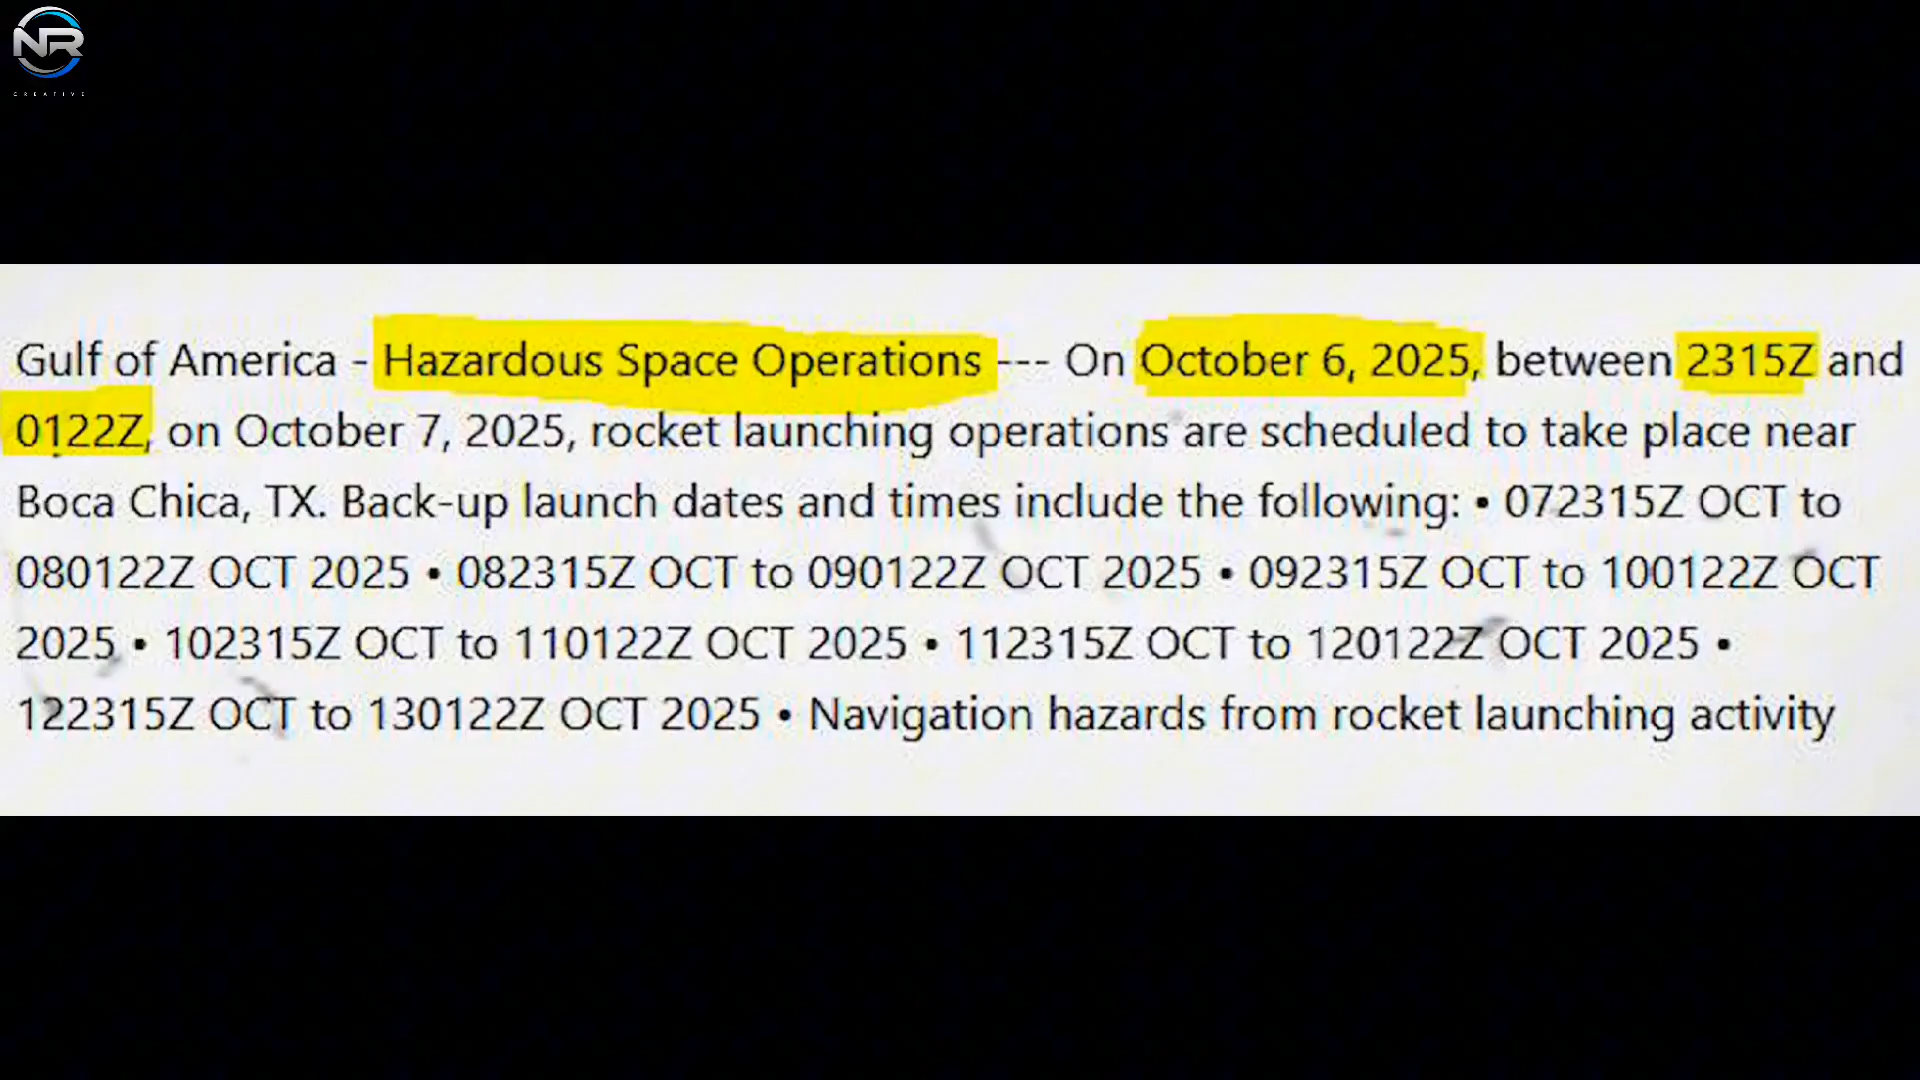 NR
CREATIVE
Gulf of America - Hazardous Space Operations --- On October 6, 2025, between 2315Z and
0122Z, on October 7, 2025, rocket launching operations are scheduled to take place near
Boca Chica, TX. Back-up launch dates and times include the following: • 072315Z OCT to
080122Z OCT 2025 • 082315Z OCT to 090122Z OCT 2025 • 092315Z OCT to 100122Z OCT
2025 • 102315Z OCT to 110122Z OCT 2025 • 112315Z OCT to 120122Z OCT 2025 •
122315Z OCT to 130122Z OCT 2025 • Navigation hazards from rocket launching activity